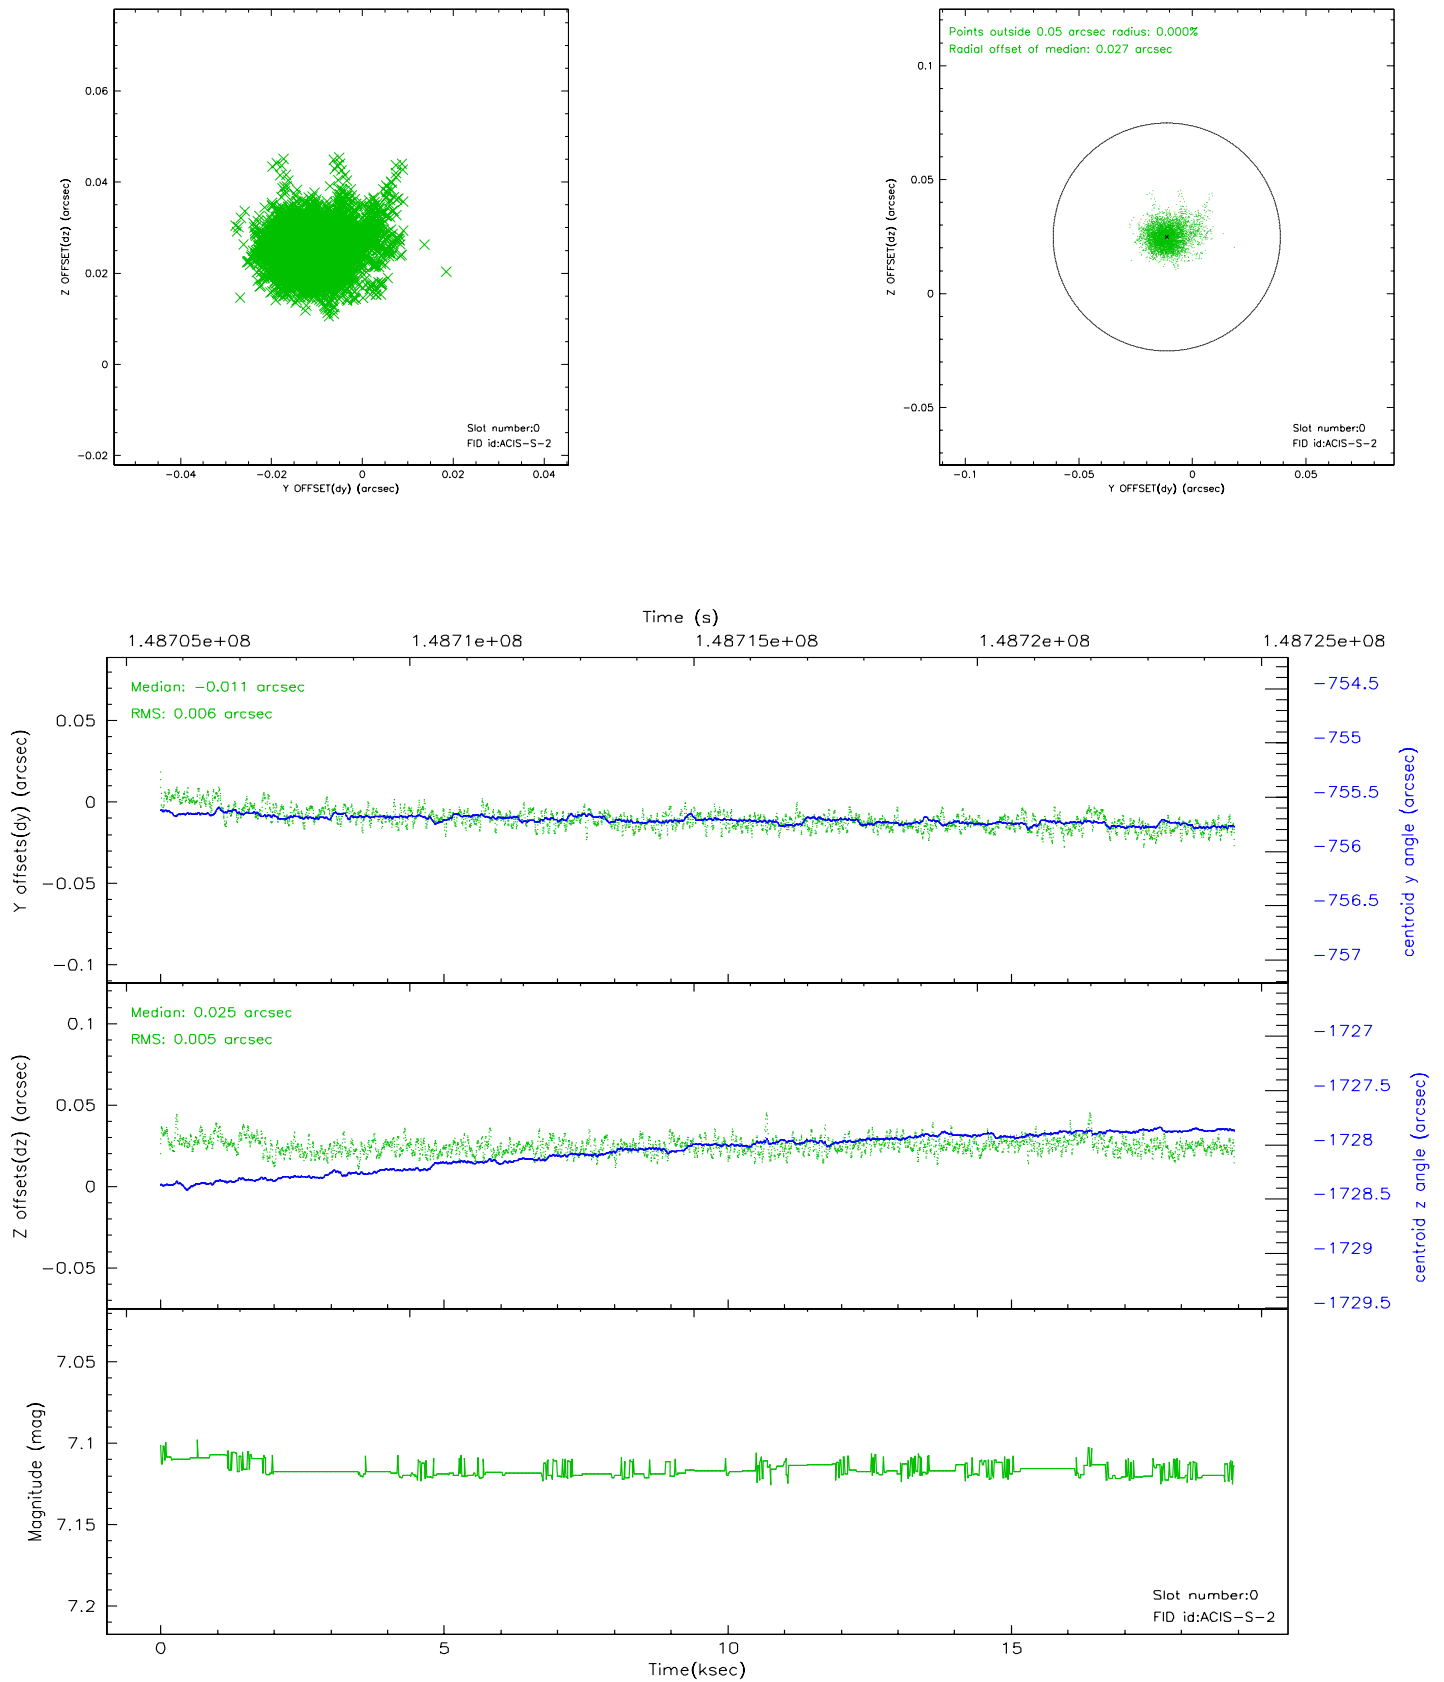 0.06
0.04
0.02
0
−0.02
Z OFFSET(dz) (arcsec)
Slot number:0
FID id:ACIS−S−2
−0.04 −0.02 0 0.02 0.04
Y OFFSET(dy) (arcsec)
Points outside 0.05 arcsec radius: 0.000%
Radial offset of median: 0.027 arcsec
0.1
0.05
0
−0.05
Z OFFSET(dz) (arcsec)
Slot number:0
FID id:ACIS−S−2
−0.1 −0.05 0 0.05
Y OFFSET(dy) (arcsec)
Time (s)
1.48705e+08 1.4871e+08 1.48715e+08 1.4872e+08 1.48725e+08
Median: −0.011 arcsec
RMS: 0.006 arcsec
0.05
0
−0.05
−0.1
Y offsets(dy) (arcsec)
−754.5
−755
−755.5
−756
−756.5
−757
centroid y angle (arcsec)
Median: 0.025 arcsec
RMS: 0.005 arcsec
0.1
0.05
0
−0.05
Z offsets(dz) (arcsec)
−1727
−1727.5
−1728
−1728.5
−1729
−1729.5
centroid z angle (arcsec)
7.05
7.1
7.15
7.2
Magnitude (mag)
Slot number:0
FID id:ACIS−S−2
0 5 10 15
Time(ksec)